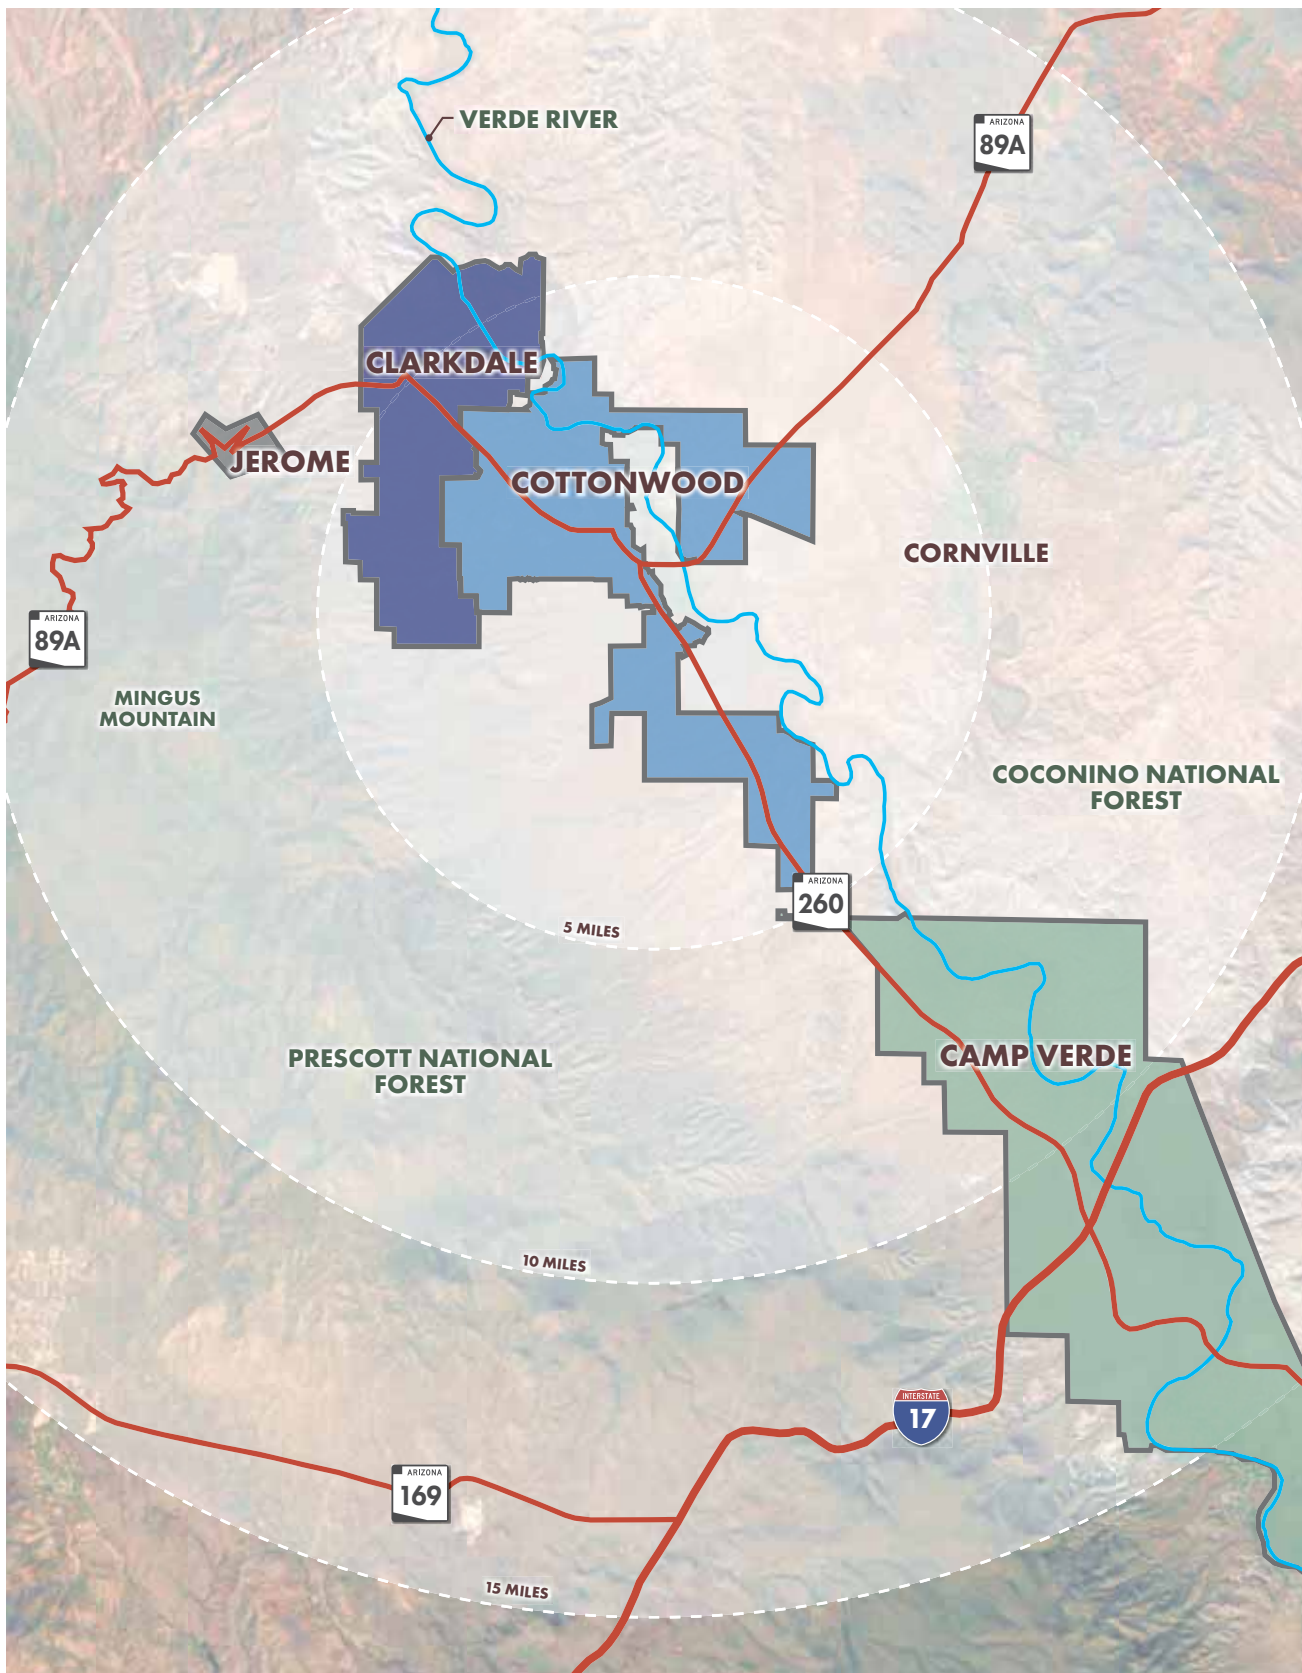 VERDE RIVER
ARIZONA
89A
CLARKDALE
JEROME
COTTONWOOD
CORNVILLE
ARIZONA
89A
MINGUS
MOUNTAIN
COCONINO NATIONAL
FOREST
ARIZONA
260
5 MILES
PRESCOTT NATIONAL
FOREST
CAMP VERDE
10 MILES
INTERSTATE
17
ARIZONA
169
15 MILES